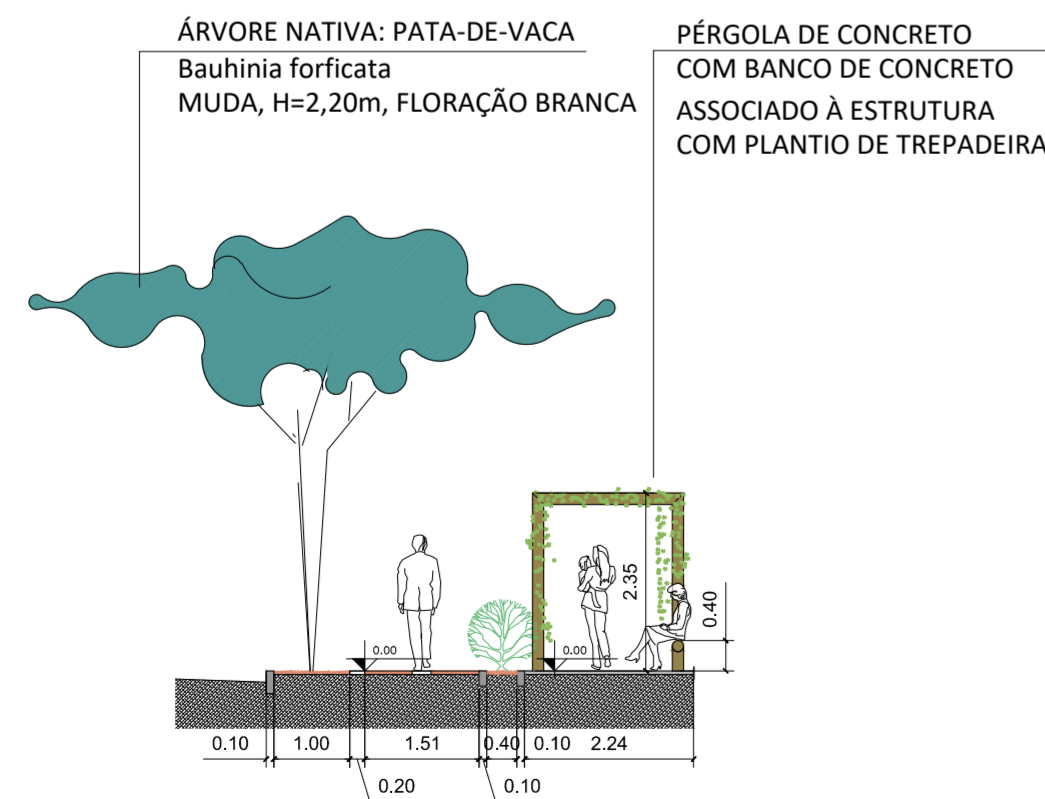 ÁRVORE NATIVA: PATA-DE-VACA
Bauhinia forficata
MUDA, H=2,20m, FLORAÇÃO BRANCA
PÉRGOLA DE CONCRETO
COM BANCO DE CONCRETO
ASSOCIADO À ESTRUTURA
COM PLANTIO DE TREPADEIRA
2.35
0.40
0.00
0.00
0.10 1.00 1.51 0.40 0.10 2.24
0.20 0.10